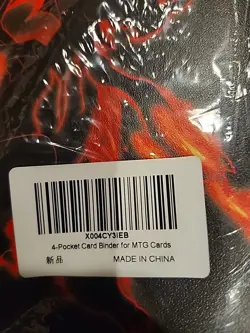 X004CY3IEB
4-Pocket Card Binder for MTG Cards
新品 MADE IN CHINA